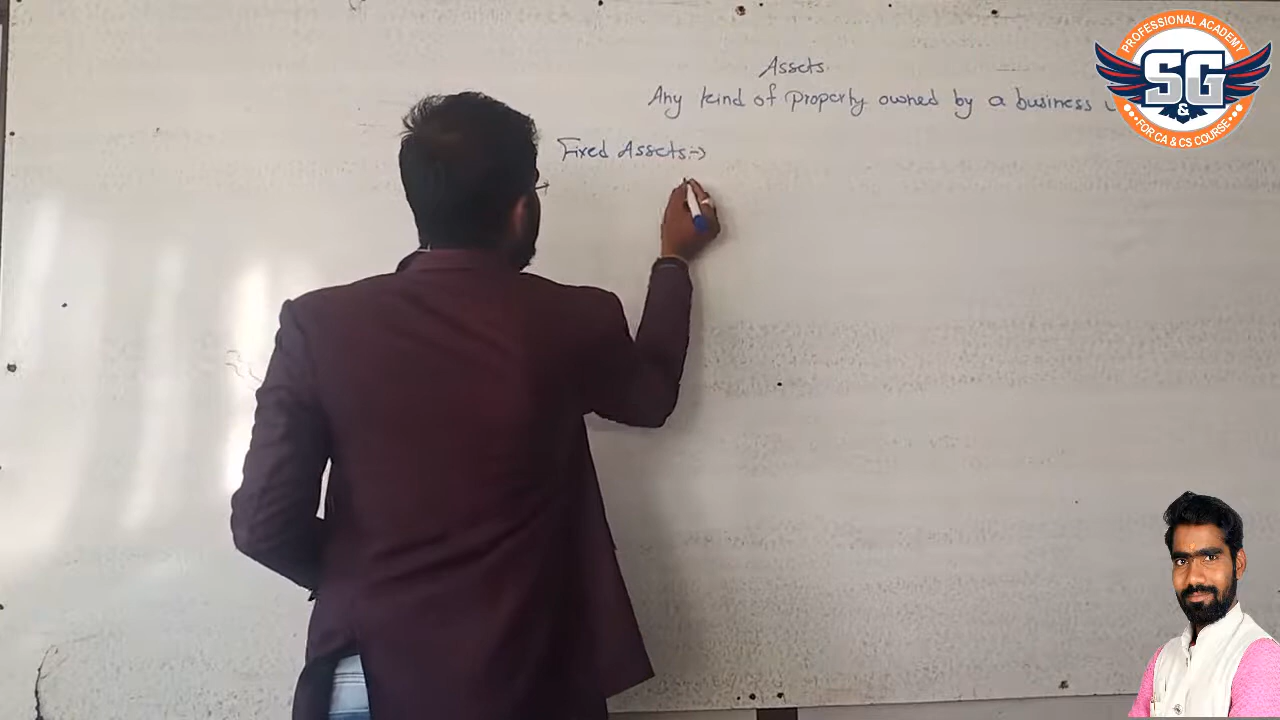 Assets.
Any kind of Property owned by a business
Fixed Assets:→
PROFESSIONAL ACADEMY
SG
&
•FOR CA & CS COURSE•